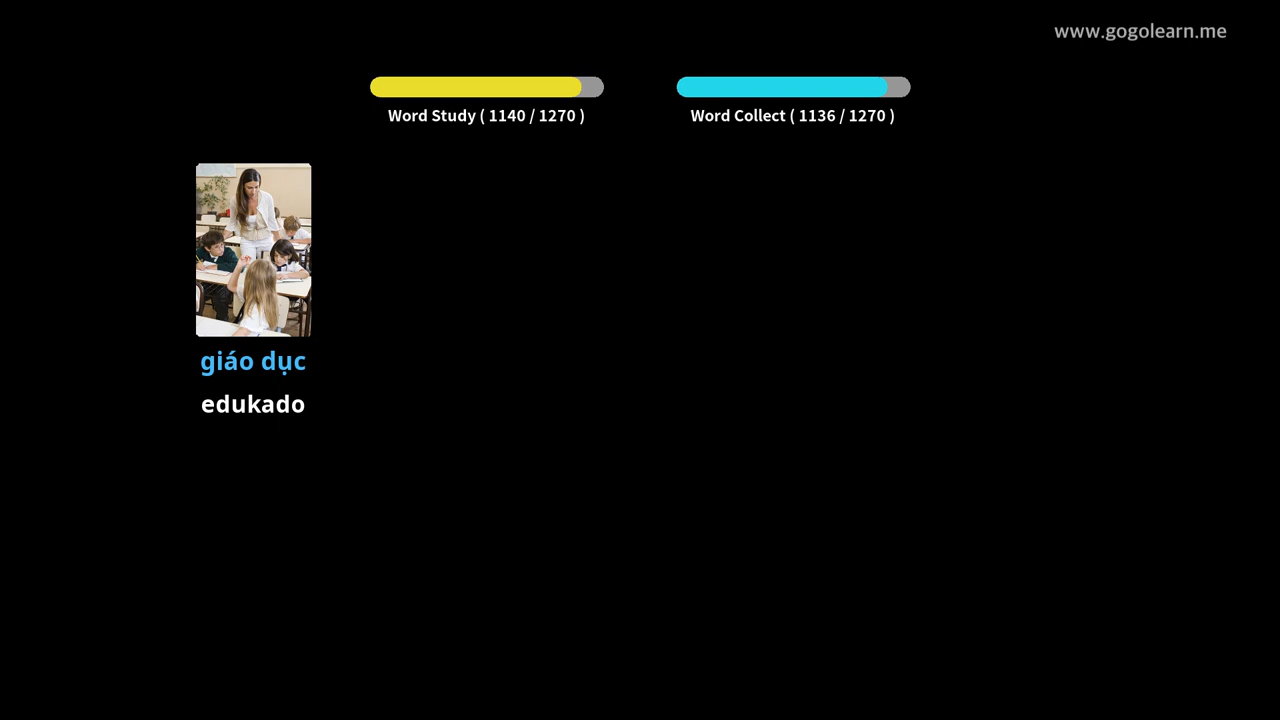 www.gogolearn.me
Word Study ( 1140 / 1270 )
Word Collect ( 1136 / 1270 )
giáo dục
edukado